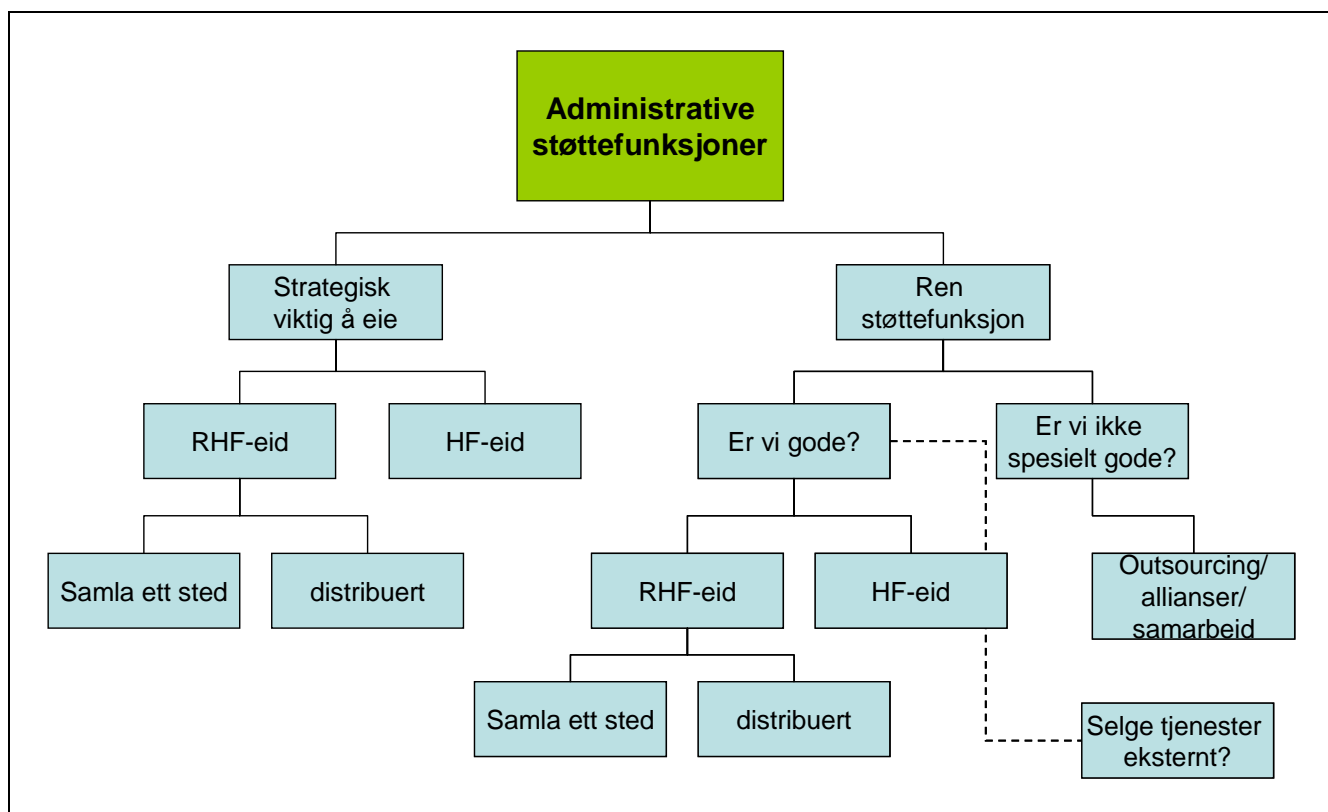 Administrative
støttefunksjoner
Strategisk
viktig å eie
Ren
støttefunksjon
RHF-eid
HF-eid
Er vi gode?
Er vi ikke
spesielt gode?
Samla ett sted
distribuert
RHF-eid
HF-eid
Outsourcing/
allianser/
samarbeid
Samla ett sted
distribuert
Selge tjenester
eksternt?